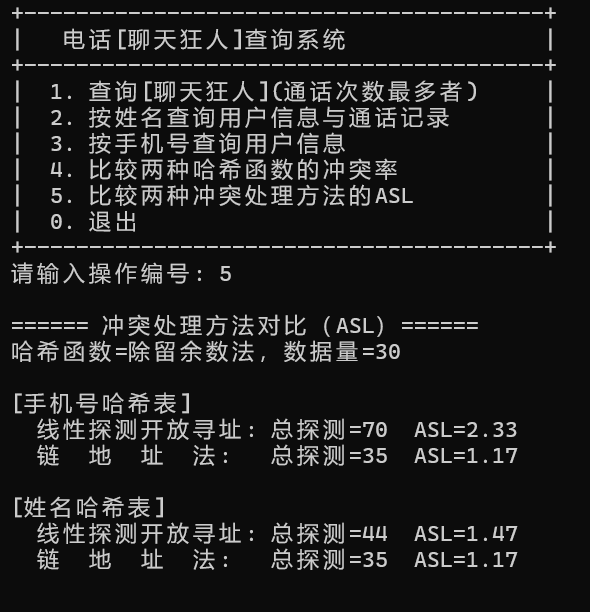 +----------------------------------------+
|   电话[聊天狂人]查询系统                |
+----------------------------------------+
|  1. 查询[聊天狂人](通话次数最多者)      |
|  2. 按姓名查询用户信息与通话记录        |
|  3. 按手机号查询用户信息                |
|  4. 比较两种哈希函数的冲突率            |
|  5. 比较两种冲突处理方法的ASL           |
|  0. 退出                                |
+----------------------------------------+
请输入操作编号: 5
====== 冲突处理方法对比 (ASL) ======
哈希函数=除留余数法, 数据量=30
[手机号哈希表]
  线性探测开放寻址: 总探测=70  ASL=2.33
  链  地  址  法:   总探测=35  ASL=1.17
[姓名哈希表]
  线性探测开放寻址: 总探测=44  ASL=1.47
  链  地  址  法:   总探测=35  ASL=1.17